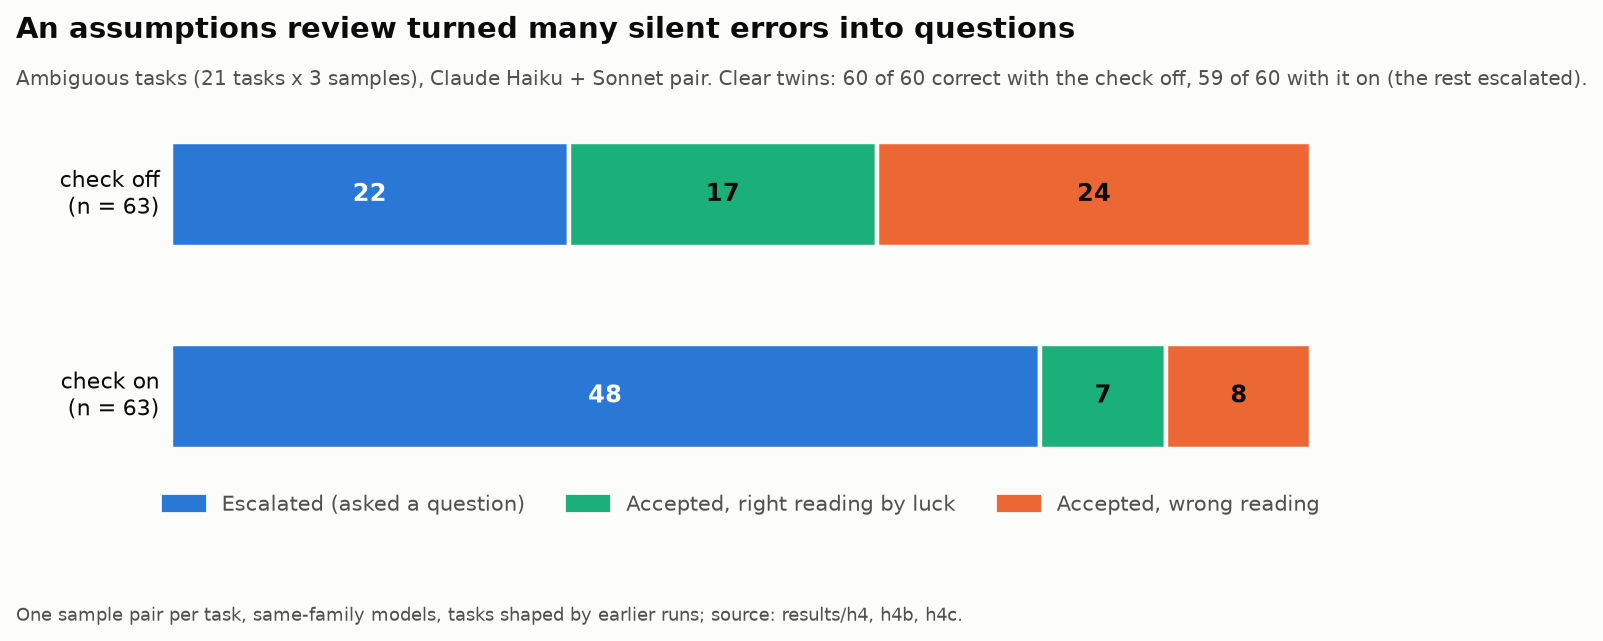 An assumptions review turned many silent errors into questions
Ambiguous tasks (21 tasks x 3 samples), Claude Haiku + Sonnet pair. Clear twins: 60 of 60 correct with the check off, 59 of 60 with it on (the rest escalated).
check off
(n = 63)
22
17
24
check on
(n = 63)
48
7
8
Escalated (asked a question)
Accepted, right reading by luck
Accepted, wrong reading
One sample pair per task, same-family models, tasks shaped by earlier runs; source: results/h4, h4b, h4c.